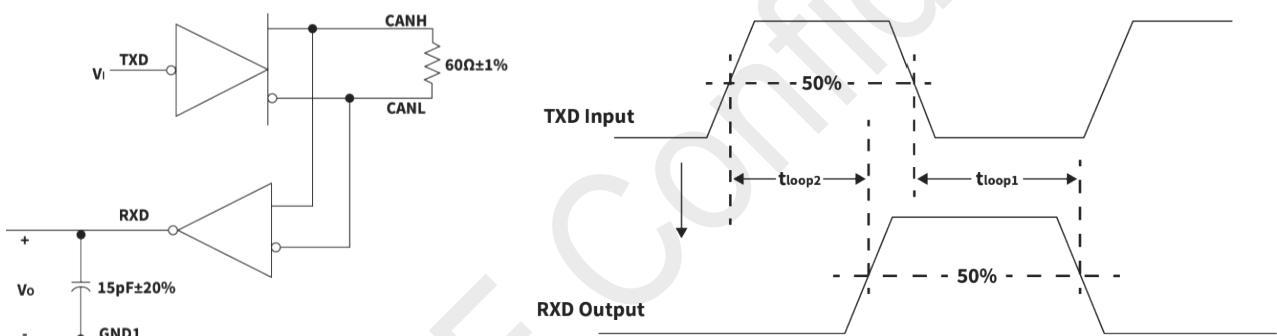 CANH
TXD
VI
60Ω±1%
CANL
RXD
+
Vo
15pF±20%
-
GND1
50%
TXD Input
tloop2
tloop1
50%
RXD Output
Confid